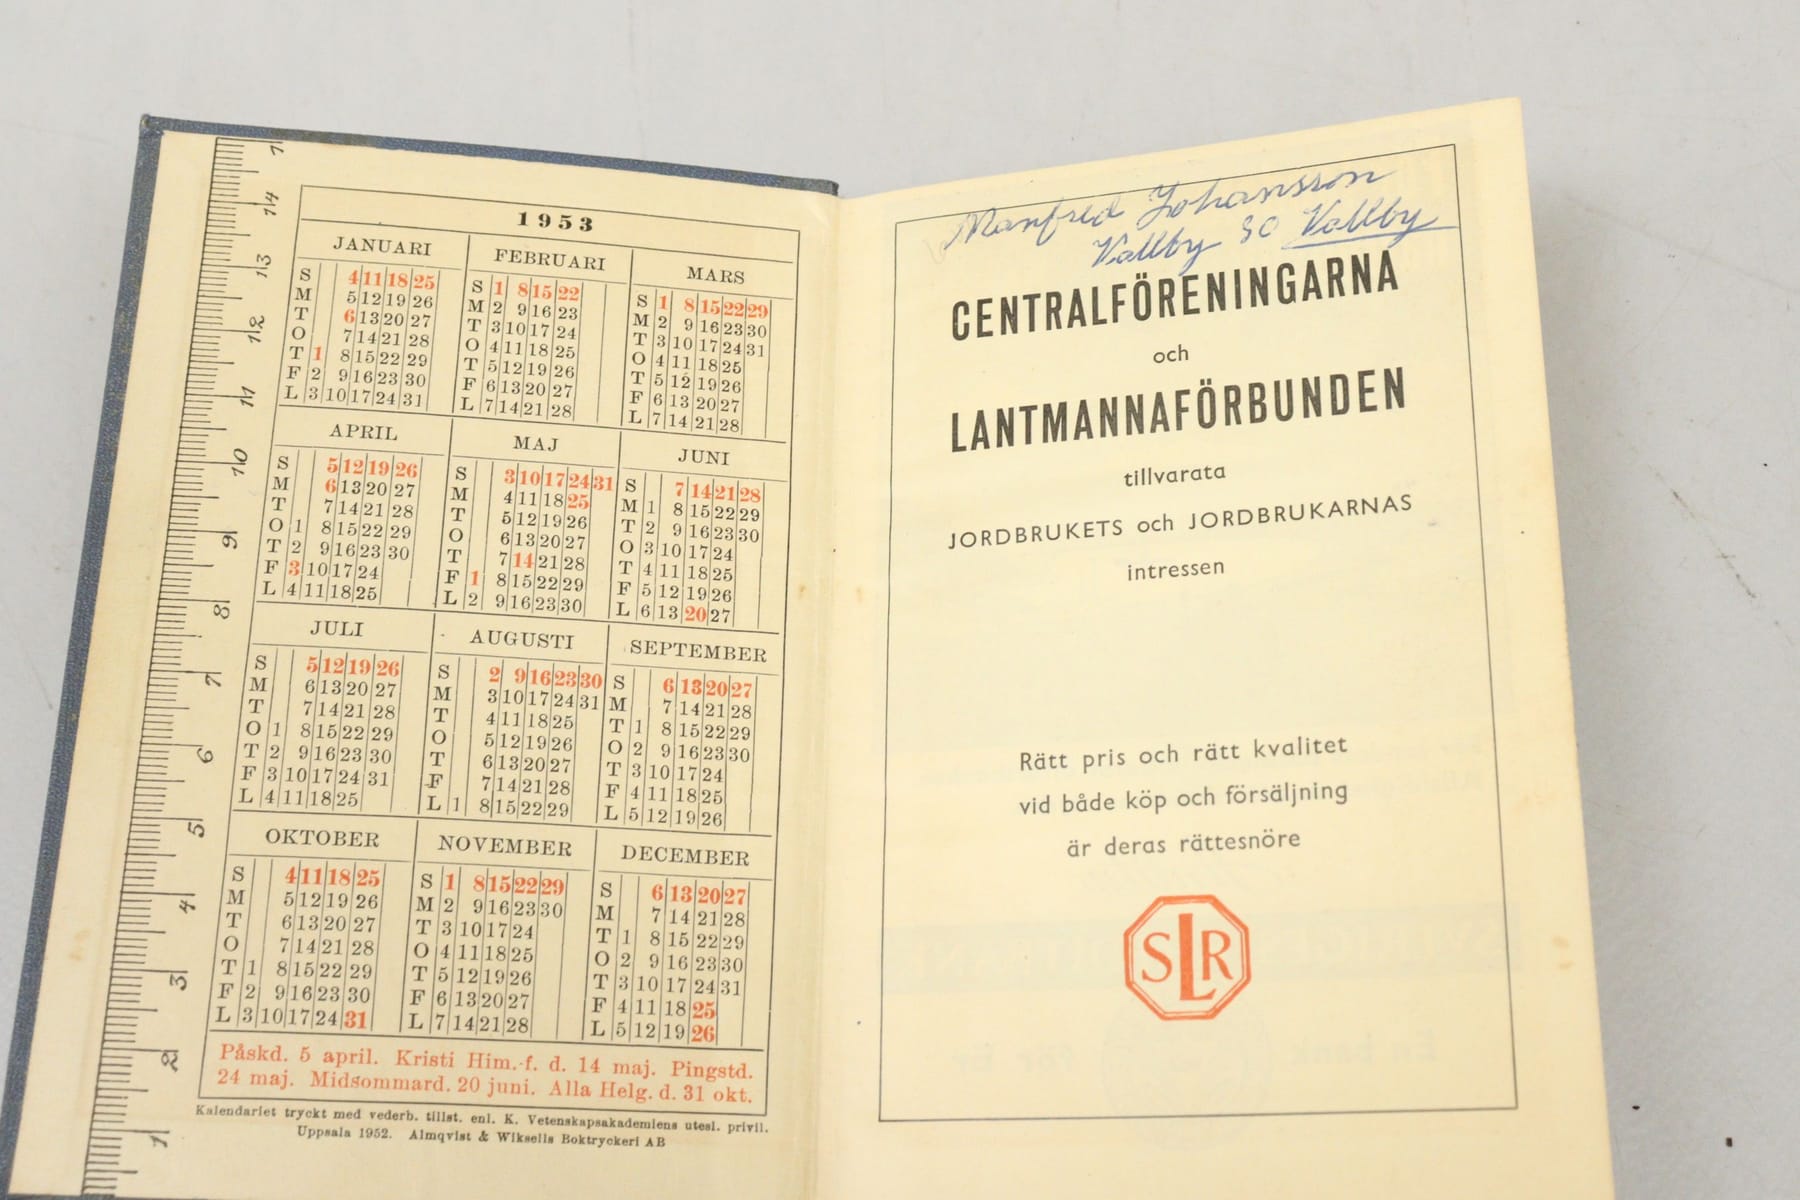 1953
JANUARI
S 4 11 18 25
M 5 12 19 26
T 6 13 20 27
O 7 14 21 28
T 1 8 15 22 29
F 2 9 16 23 30
L 3 10 17 24 31
FEBRUARI
S 1 8 15 22
M 2 9 16 23
T 3 10 17 24
O 4 11 18 25
T 5 12 19 26
F 6 13 20 27
L 7 14 21 28
MARS
S 1 8 15 22 29
M 2 9 16 23 30
T 3 10 17 24 31
O 4 11 18 25
T 5 12 19 26
F 6 13 20 27
L 7 14 21 28
APRIL
S 5 12 19 26
M 6 13 20 27
T 7 14 21 28
O 1 8 15 22 29
T 2 9 16 23 30
F 3 10 17 24
L 4 11 18 25
MAJ
S 3 10 17 24 31
M 4 11 18 25
T 5 12 19 26
O 6 13 20 27
T 7 14 21 28
F 1 8 15 22 29
L 2 9 16 23 30
JUNI
S 7 14 21 28
M 1 8 15 22 29
T 2 9 16 23 30
O 3 10 17 24
T 4 11 18 25
F 5 12 19 26
L 6 13 20 27
JULI
S 5 12 19 26
M 6 13 20 27
T 7 14 21 28
O 1 8 15 22 29
T 2 9 16 23 30
F 3 10 17 24 31
L 4 11 18 25
AUGUSTI
S 2 9 16 23 30
M 3 10 17 24 31
T 4 11 18 25
O 5 12 19 26
T 6 13 20 27
F 7 14 21 28
L 1 8 15 22 29
SEPTEMBER
S 6 13 20 27
M 7 14 21 28
T 1 8 15 22 29
O 2 9 16 23 30
T 3 10 17 24
F 4 11 18 25
L 5 12 19 26
OKTOBER
S 4 11 18 25
M 5 12 19 26
T 6 13 20 27
O 7 14 21 28
T 1 8 15 22 29
F 2 9 16 23 30
L 3 10 17 24 31
NOVEMBER
S 1 8 15 22 29
M 2 9 16 23 30
T 3 10 17 24
O 4 11 18 25
T 5 12 19 26
F 6 13 20 27
L 7 14 21 28
DECEMBER
S 6 13 20 27
M 7 14 21 28
T 1 8 15 22 29
O 2 9 16 23 30
T 3 10 17 24 31
F 4 11 18 25
L 5 12 19 26
Påskd. 5 april. Kristi Him.-f. d. 14 maj. Pingstd.
24 maj. Midsommard. 20 juni. Alla Helg. d. 31 okt.
Kalendariet tryckt med vederb. tillst. enl. K. Vetenskapsakademiens utesl. privil.
Uppsala 1952. Almqvist & Wiksells Boktryckeri AB
14
13
12
11
10
9
8
7
6
5
4
3
2
1
Manfred Johansson
Vallby SO Vallby
CENTRALFÖRENINGARNA
och
LANTMANNAFÖRBUNDEN
tillvarata
JORDBRUKETS och JORDBRUKARNAS
intressen
Rätt pris och rätt kvalitet
vid både köp och försäljning
är deras rättesnöre
SLR